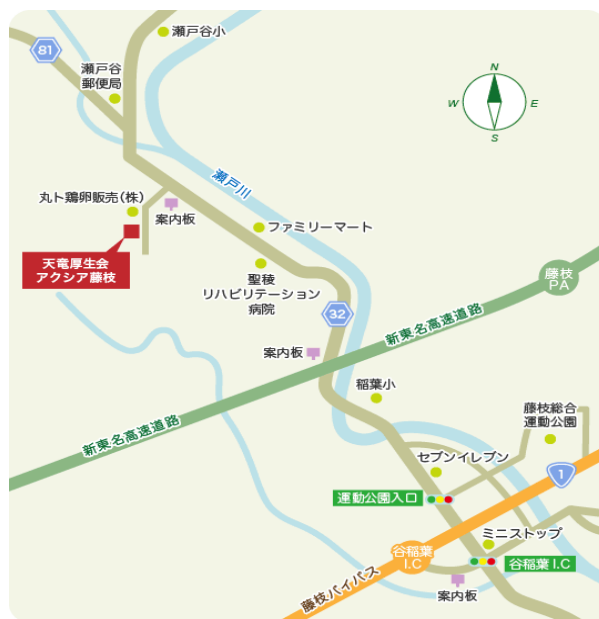 瀬戸谷小
81
瀬戸谷
郵便局
N
W
E
S
瀬戸川
丸ト鶏卵販売(株)
案内板
ファミリーマート
天竜厚生会
アクシア藤枝
聖稜
リハビリテーション
病院
藤枝
PA
32
新東名高速道路
案内板
稲葉小
藤枝総合
運動公園
新東名高速道路
セブンイレブン
1
運動公園入口
ミニストップ
谷稲葉
I.C
谷稲葉 I.C
藤枝バイパス
案内板